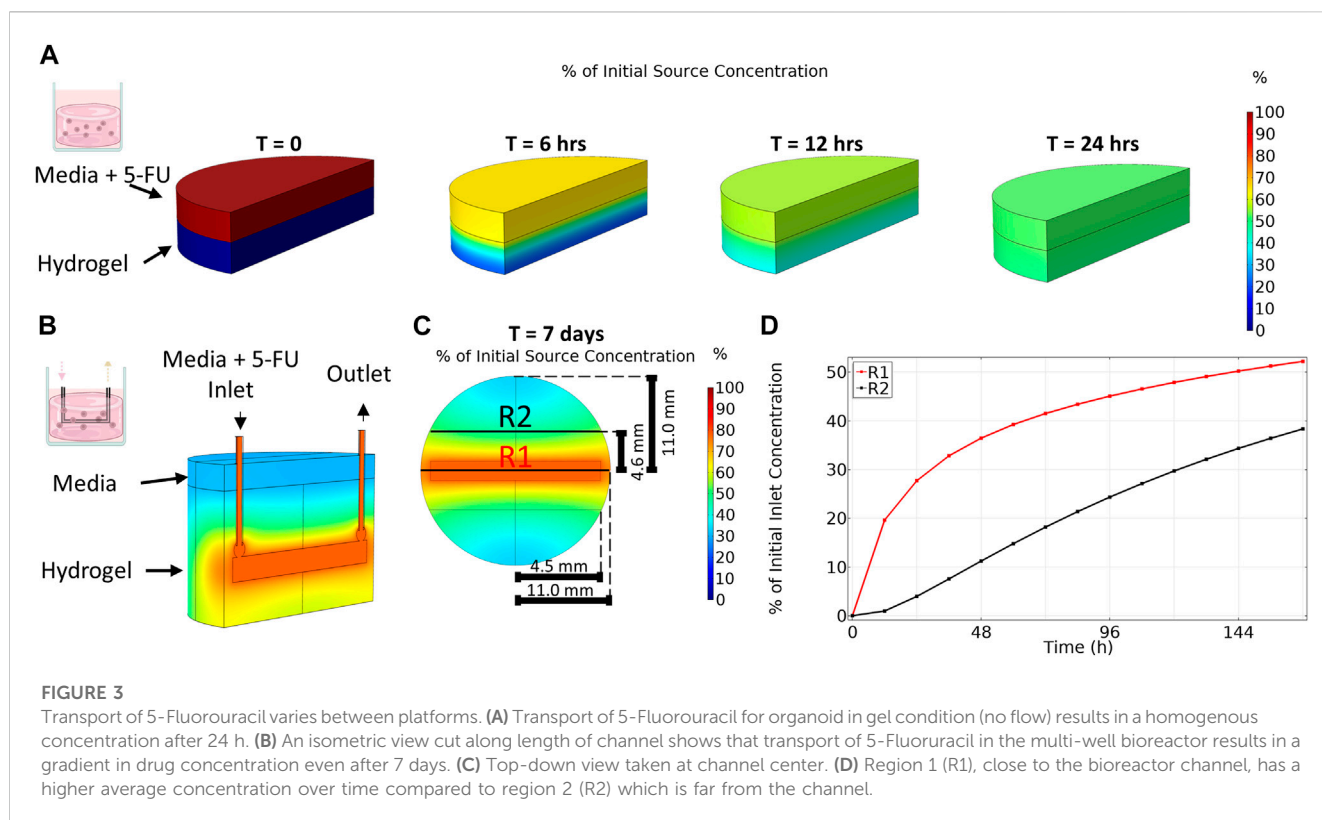 A
% of Initial Source Concentration
%
T = 0
T = 6 hrs
T = 12 hrs
T = 24 hrs
Media + 5-FU
Hydrogel
100
90
80
70
60
50
40
30
20
10
0
B
Media + 5-FU
Inlet
Outlet
Media
Hydrogel
C
T = 7 days
% of Initial Source Concentration
%
R2
R1
4.6 mm
11.0 mm
4.5 mm
11.0 mm
100
90
80
70
60
50
40
30
20
10
0
D
% of Initial Inlet Concentration
50
40
30
20
10
0
R1
R2
0
48
96
144
Time (h)
FIGURE 3
Transport of 5-Fluorouracil varies between platforms. (A) Transport of 5-Fluorouracil for organoid in gel condition (no flow) results in a homogenous
concentration after 24 h. (B) An isometric view cut along length of channel shows that transport of 5-Fluoruracil in the multi-well bioreactor results in a
gradient in drug concentration even after 7 days. (C) Top-down view taken at channel center. (D) Region 1 (R1), close to the bioreactor channel, has a
higher average concentration over time compared to region 2 (R2) which is far from the channel.